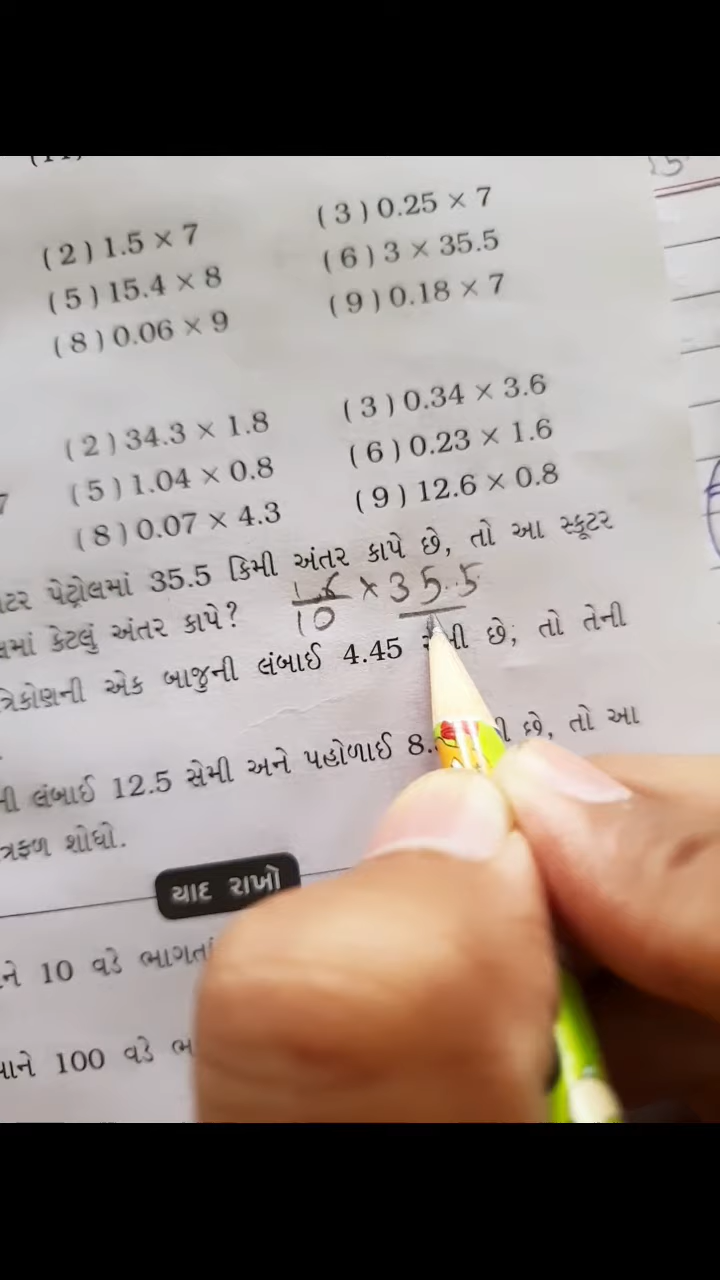 (2) 1.5 × 7 (3) 0.25 × 7
(5) 15.4 × 8 (6) 3 × 35.5
(8) 0.06 × 9 (9) 0.18 × 7
(2) 34.3 × 1.8 (3) 0.34 × 3.6
7 (5) 1.04 × 0.8 (6) 0.23 × 1.6
(8) 0.07 × 4.3 (9) 12.6 × 0.8
પેટ્રોલમાં 35.5 કિમી અંતર કાપે છે, તો આ સ્કૂટર
કેટલું અંતર કાપે?
10 × 35.5
એક બાજુની લંબાઈ 4.45 છે; તો તેની
લંબાઈ 12.5 સેમી અને પહોળાઈ 8. છે, તો આ
શોધો.
યાદ રાખો
10 વડે
100 વડે